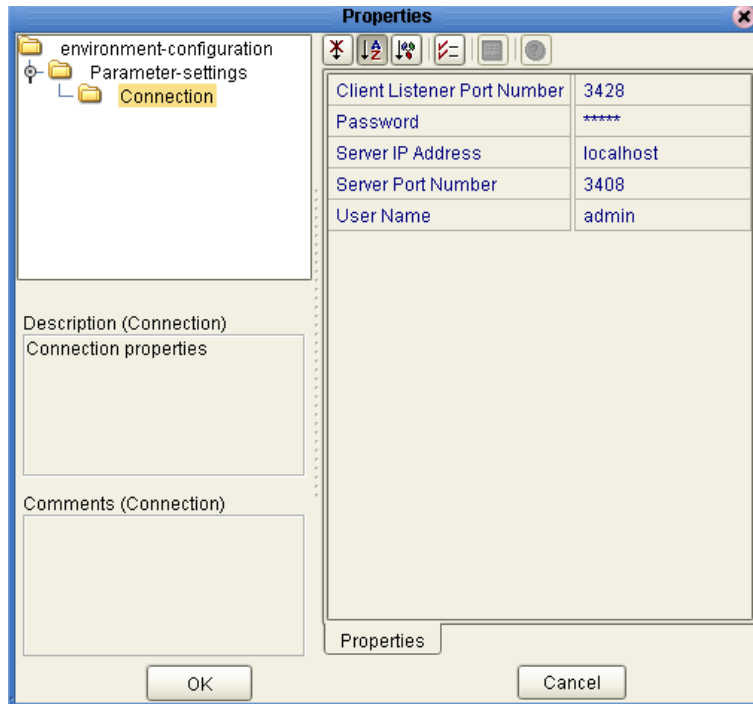 Properties
environment-configuration
Parameter-settings
Connection
Client Listener Port Number 3428
Password *****
Server IP Address localhost
Server Port Number 3408
User Name admin
Description (Connection)
Connection properties
Comments (Connection)
Properties
OK Cancel